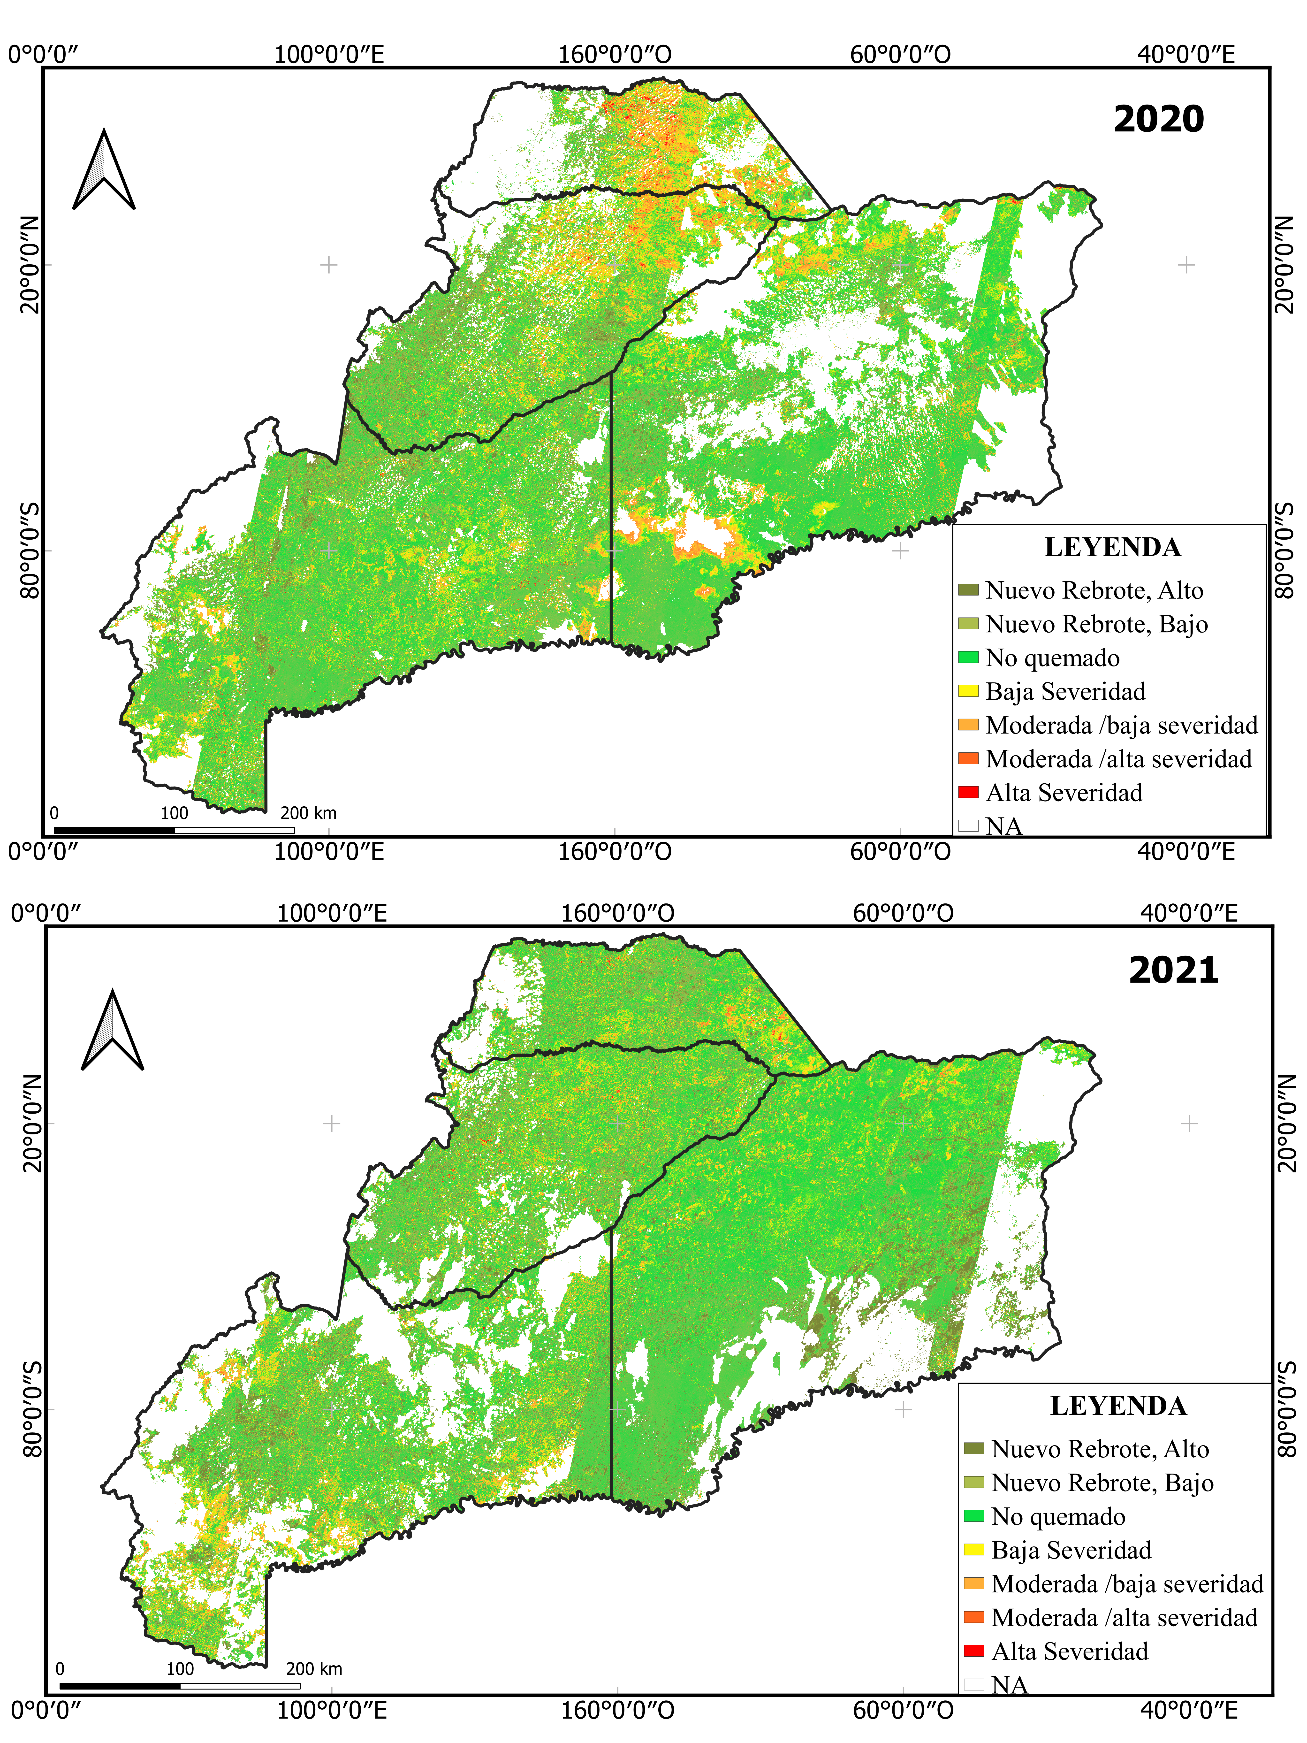 0°0′0″ 100°0′0″E 160°0′0″O 60°0′0″O 40°0′0″E
2020
20°0′0″N 20°0′0″N
80°0′0″S 80°0′0″S
LEYENDA
Nuevo Rebrote, Alto
Nuevo Rebrote, Bajo
No quemado
Baja Severidad
Moderada /baja severidad
Moderada /alta severidad
Alta Severidad
NA
0 100 200 km
0°0′0″ 100°0′0″E 160°0′0″O 60°0′0″O 40°0′0″E
0°0′0″ 100°0′0″E 160°0′0″O 60°0′0″O 40°0′0″E
2021
20°0′0″N 20°0′0″N
80°0′0″S 80°0′0″S
LEYENDA
Nuevo Rebrote, Alto
Nuevo Rebrote, Bajo
No quemado
Baja Severidad
Moderada /baja severidad
Moderada /alta severidad
Alta Severidad
NA
0 100 200 km
0°0′0″ 100°0′0″E 160°0′0″O 60°0′0″O 40°0′0″E